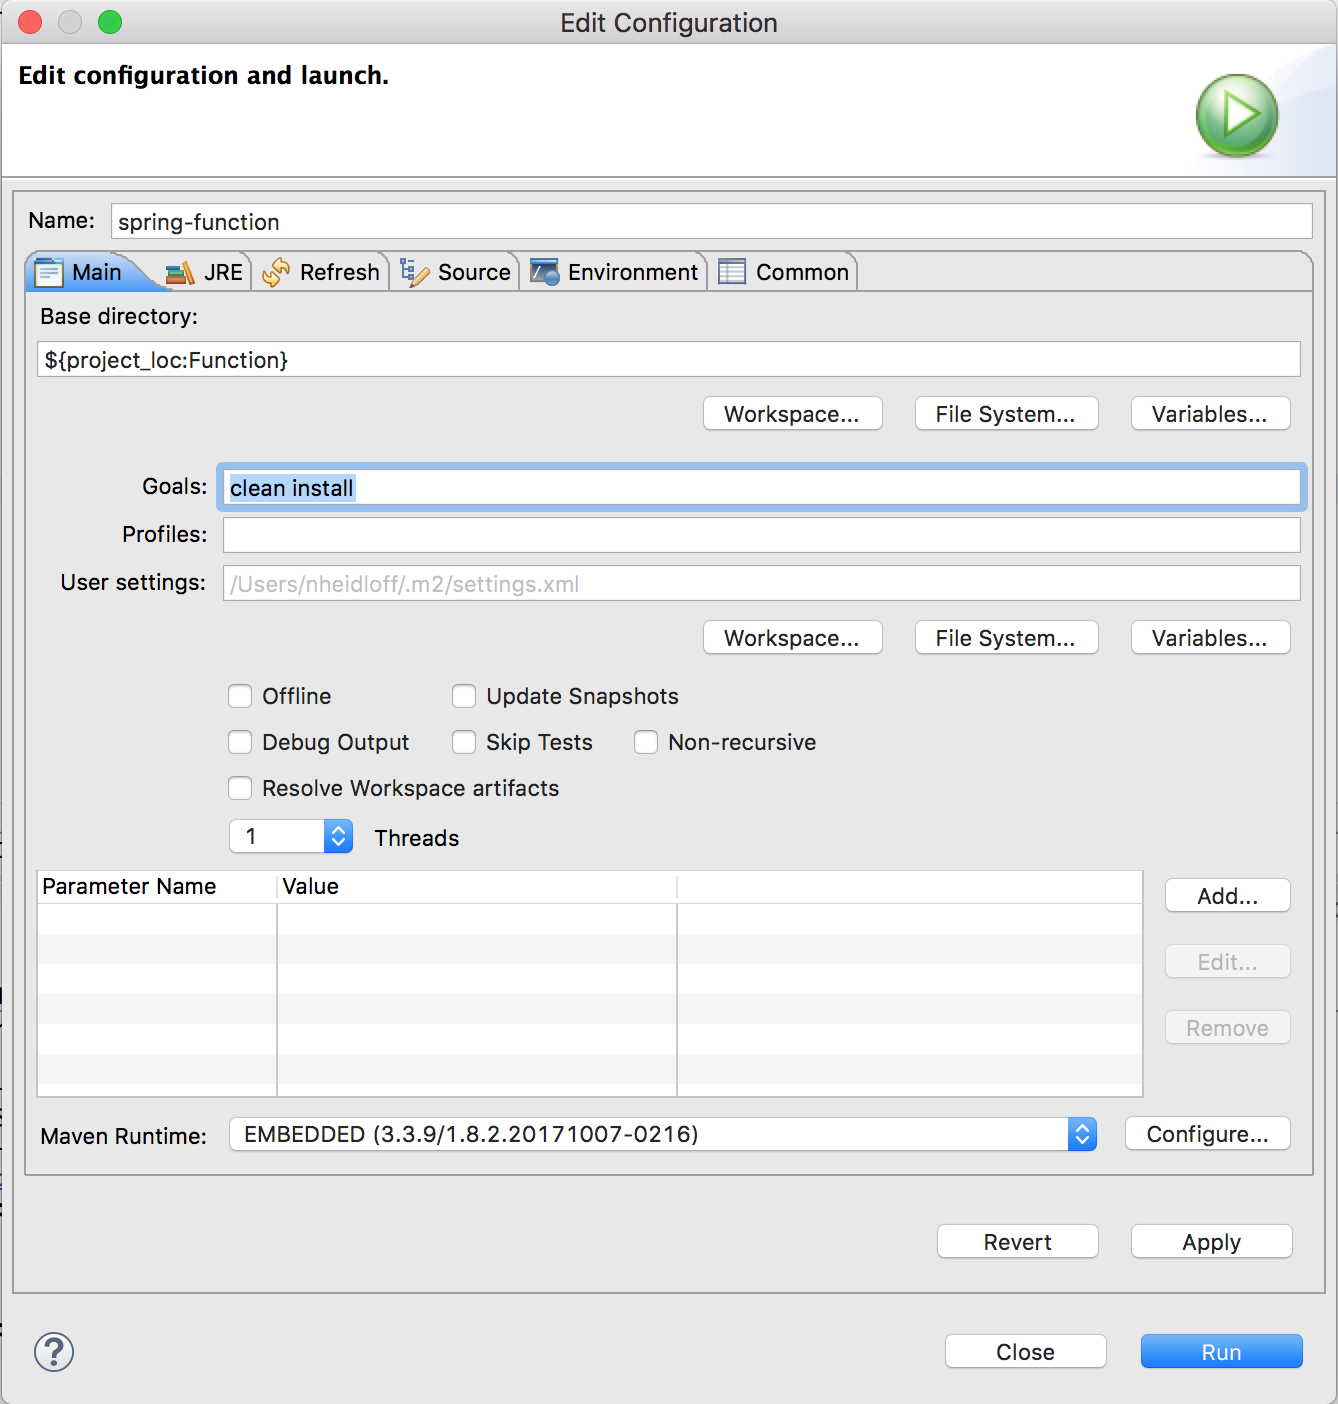 Edit Configuration
Edit configuration and launch.
Name: spring-function
Main JRE Refresh Source Environment Common
Base directory:
${project_loc:Function}
Workspace... File System... Variables...
Goals: clean install
Profiles:
User settings: /Users/nheidloff/.m2/settings.xml
Workspace... File System... Variables...
Offline Update Snapshots
Debug Output Skip Tests Non-recursive
Resolve Workspace artifacts
1 Threads
Parameter Name Value
Add...
Edit...
Remove
Maven Runtime: EMBEDDED (3.3.9/1.8.2.20171007-0216) Configure...
Revert Apply
? Close Run